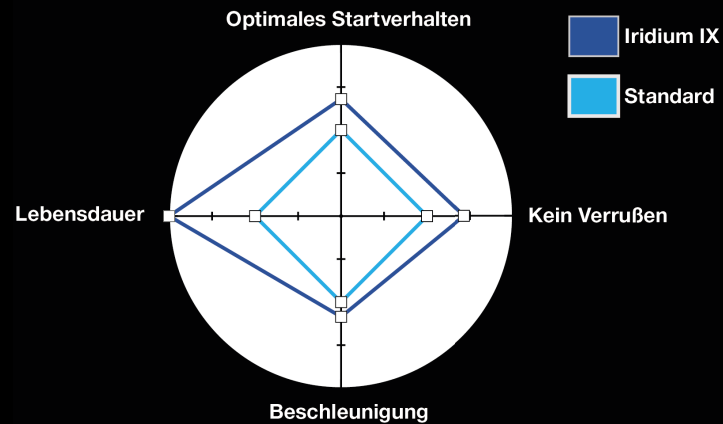 Optimales Startverhalten
Iridium IX
Standard
Lebensdauer
Kein Verrußen
Beschleunigung